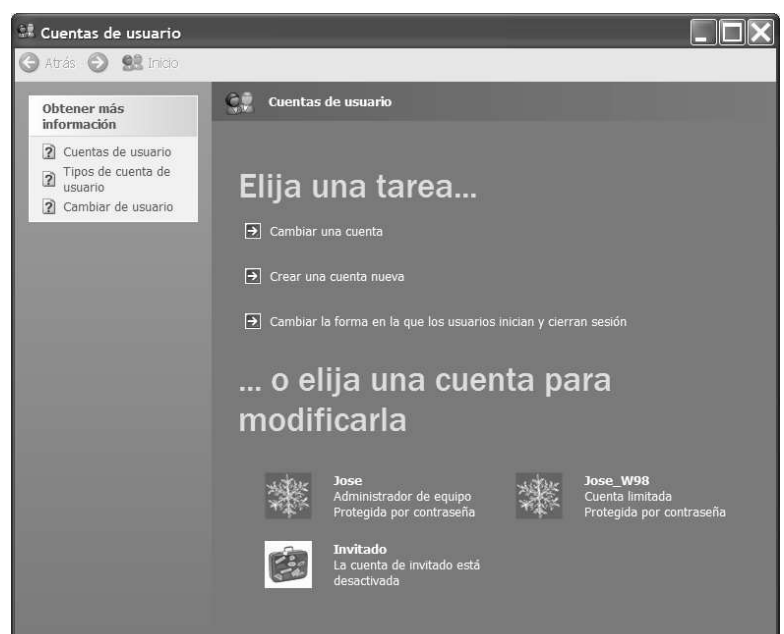 Cuentas de usuario
Atrás Inicio
Obtener más
información
Cuentas de usuario
Tipos de cuenta de
usuario
Cambiar de usuario
Cuentas de usuario
Elija una tarea...
Cambiar una cuenta
Crear una cuenta nueva
Cambiar la forma en la que los usuarios inician y cierran sesión
... o elija una cuenta para
modificarla
Jose
Administrador de equipo
Protegida por contraseña
Jose_W98
Cuenta limitada
Protegida por contraseña
Invitado
La cuenta de invitado está
desactivada